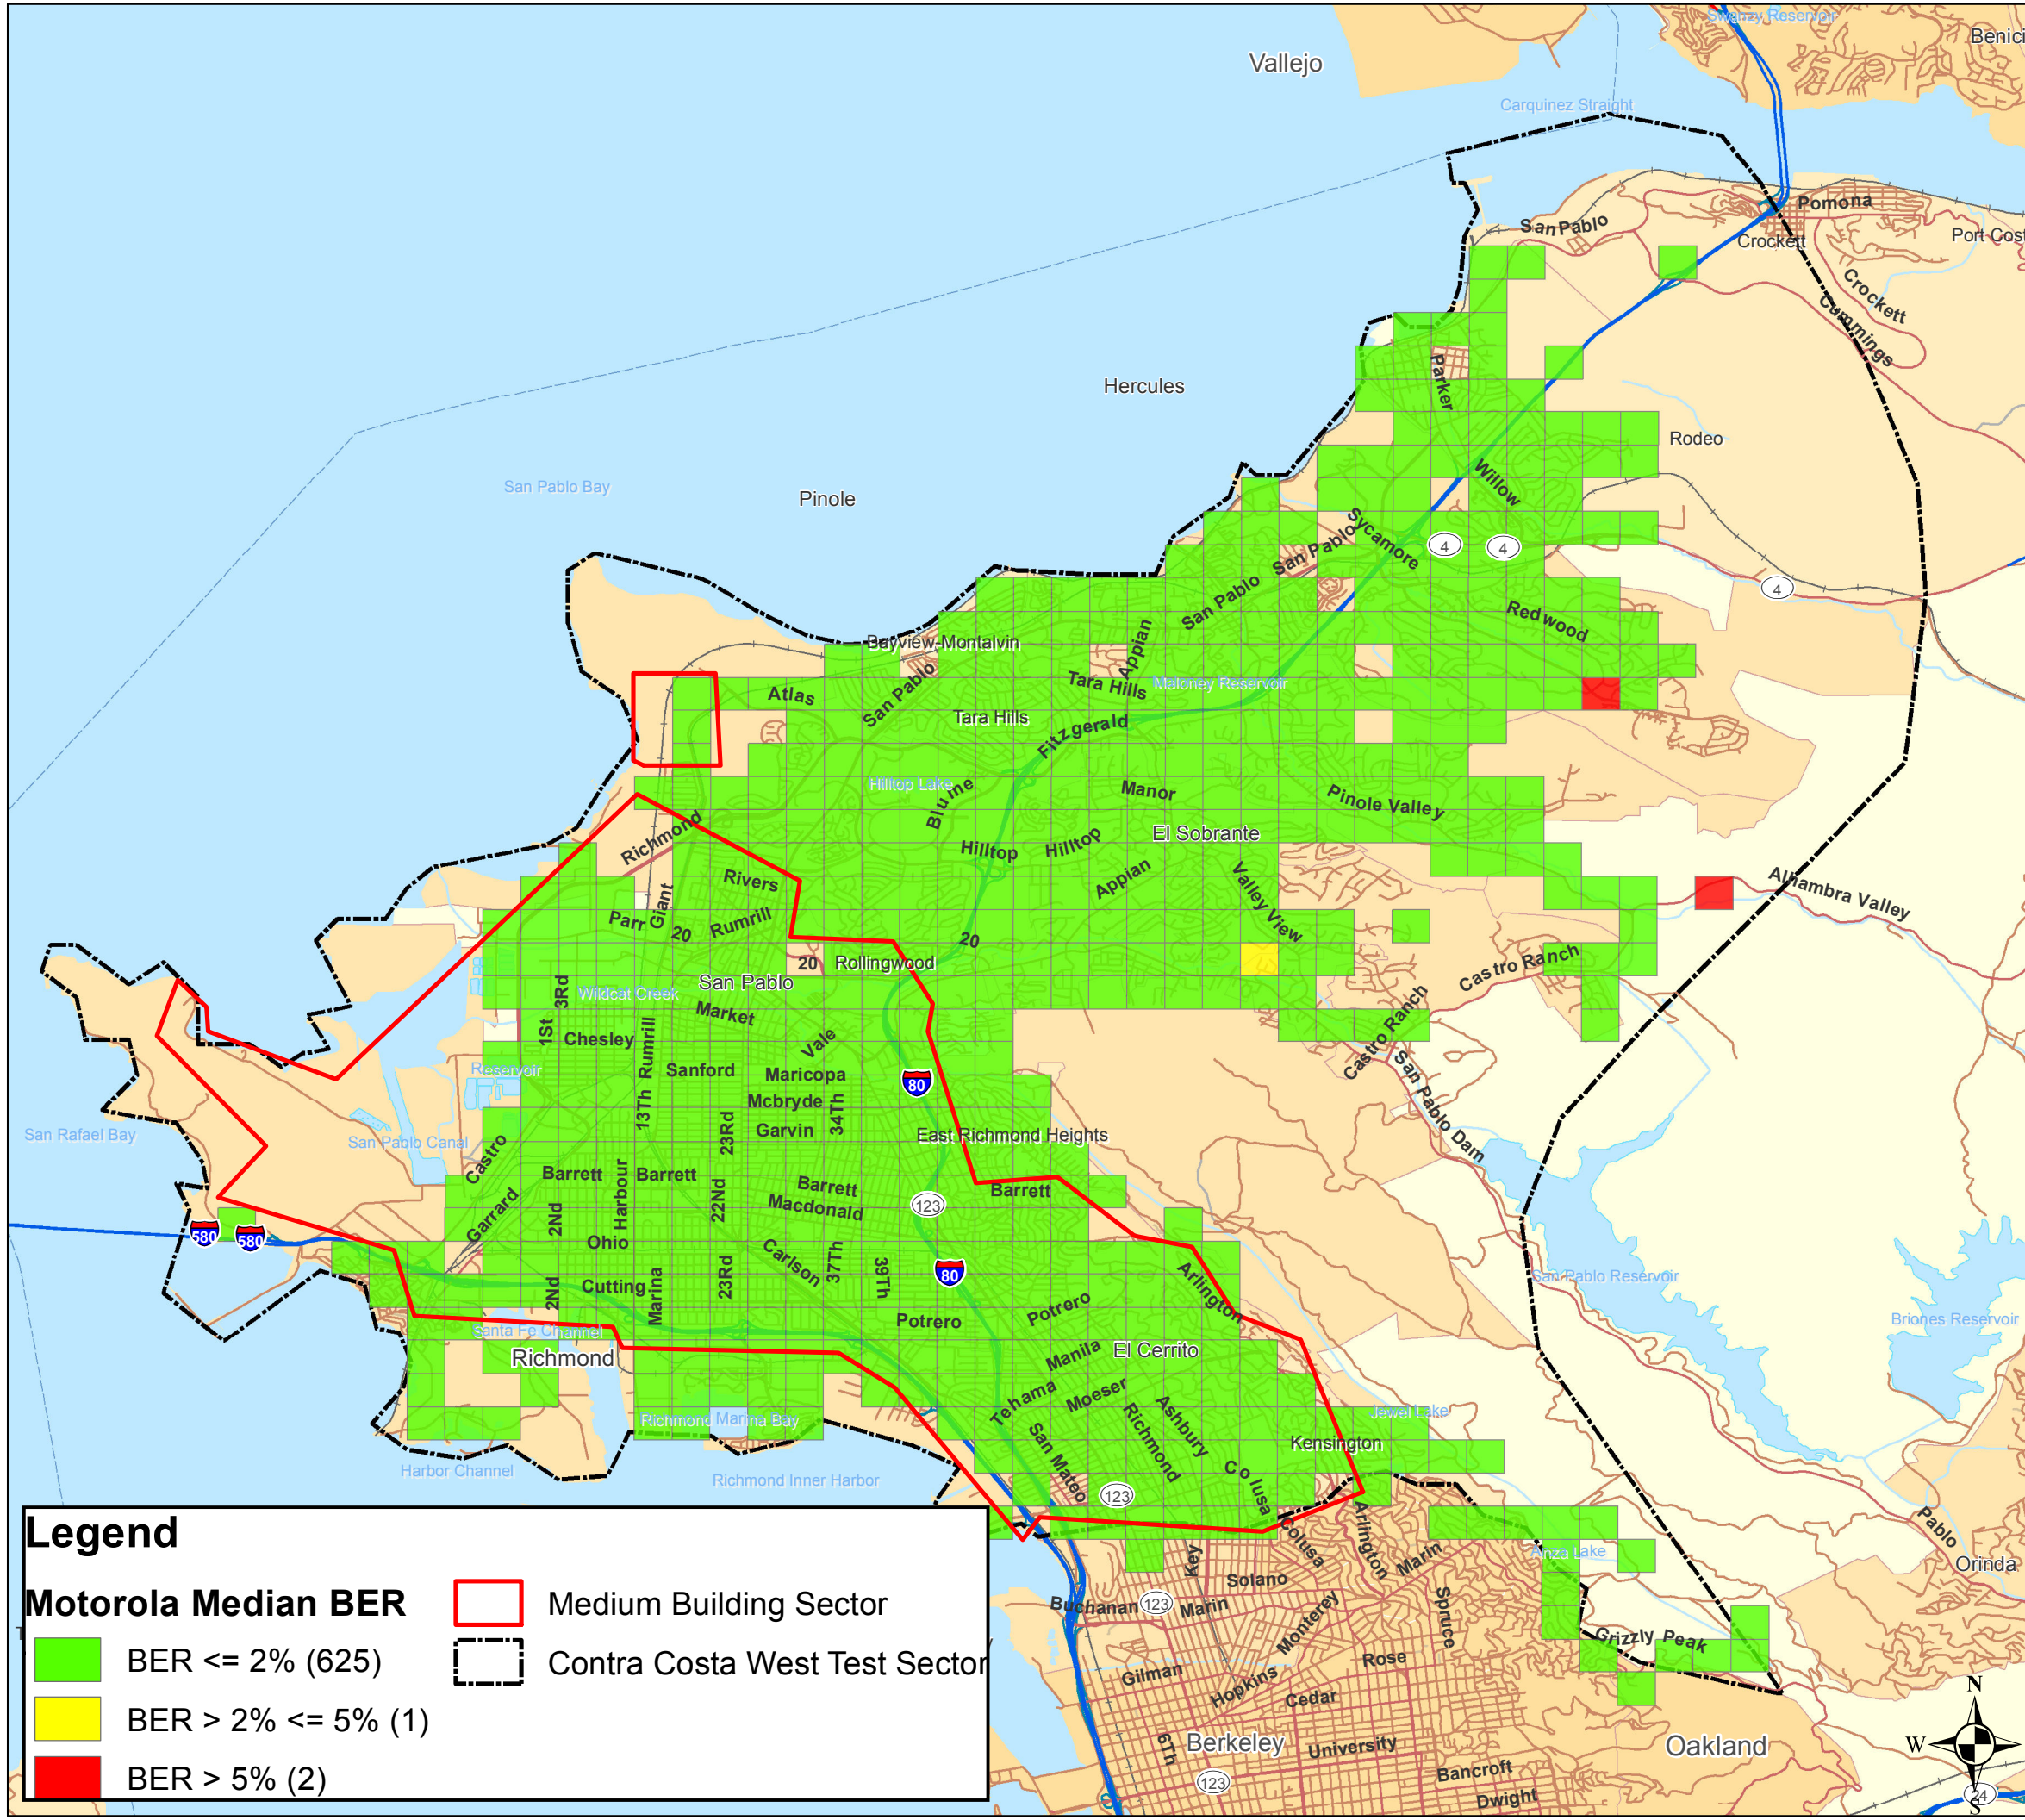 Swanzy Reservoir
Benici
Vallejo
Carquinez Straight
Pomona
San Pablo
Crockett
Port Cost
Crockett
Cummings
Hercules
Parker
Rodeo
San Pablo Bay
Pinole
Willow
Sycamore
San Pablo
4
4
4
San Pablo
Redwood
Bayview-Montalvin
Appian
San Pablo
Tara Hills
Maloney Reservoir
Atlas
Tara Hills
Fitzgerald
Hilltop Lake
Blume
Manor
Pinole Valley
Richmond
El Sobrante
Hilltop
Hilltop
Rivers
Appian
Valley View
Alhambra Valley
Giant
Parr
20
Rumrill
20
20
Rollingwood
Castro Ranch
San Pablo
Wildcat Creek
3Rd
Market
1St
Chesley
Rumrill
Vale
Castro Ranch
Reservoir
Sanford
Maricopa
80
San Pablo Dam
13Th
Mcbryde
34Th
23Rd
Garvin
San Rafael Bay
San Pablo Canal
East Richmond Heights
Castro
Barrett
Barrett
Barrett
Barrett
Harbour
22Nd
Macdonald
123
Garrard
2Nd
580
580
Ohio
Carlson
37Th
39Th
80
Arlington
San Pablo Reservoir
2Nd
Cutting
Marina
23Rd
Potrero
Potrero
Briones Reservoir
Santa Fe Channel
Richmond
Manila
El Cerrito
Tehama
Moeser
Ashbury
Richmond
Jewel Lake
Richmond Marina Bay
San Mateo
Kensington
Harbor Channel
Richmond Inner Harbor
Colusa
123
Arlington
Colusa
Key
Marin
Anza Lake
Pablo
Orinda
Solano
Buchanan
123
Marin
Monterey
Spruce
Grizzly Peak
Gilman
Hopkins
Rose
Cedar
6Th
Berkeley
University
Oakland
Bancroft
123
Dwight
24
N
W
S
Legend
Motorola Median BER
BER <= 2% (625)
BER > 2% <= 5% (1)
BER > 5% (2)
Medium Building Sector
Contra Costa West Test Sector